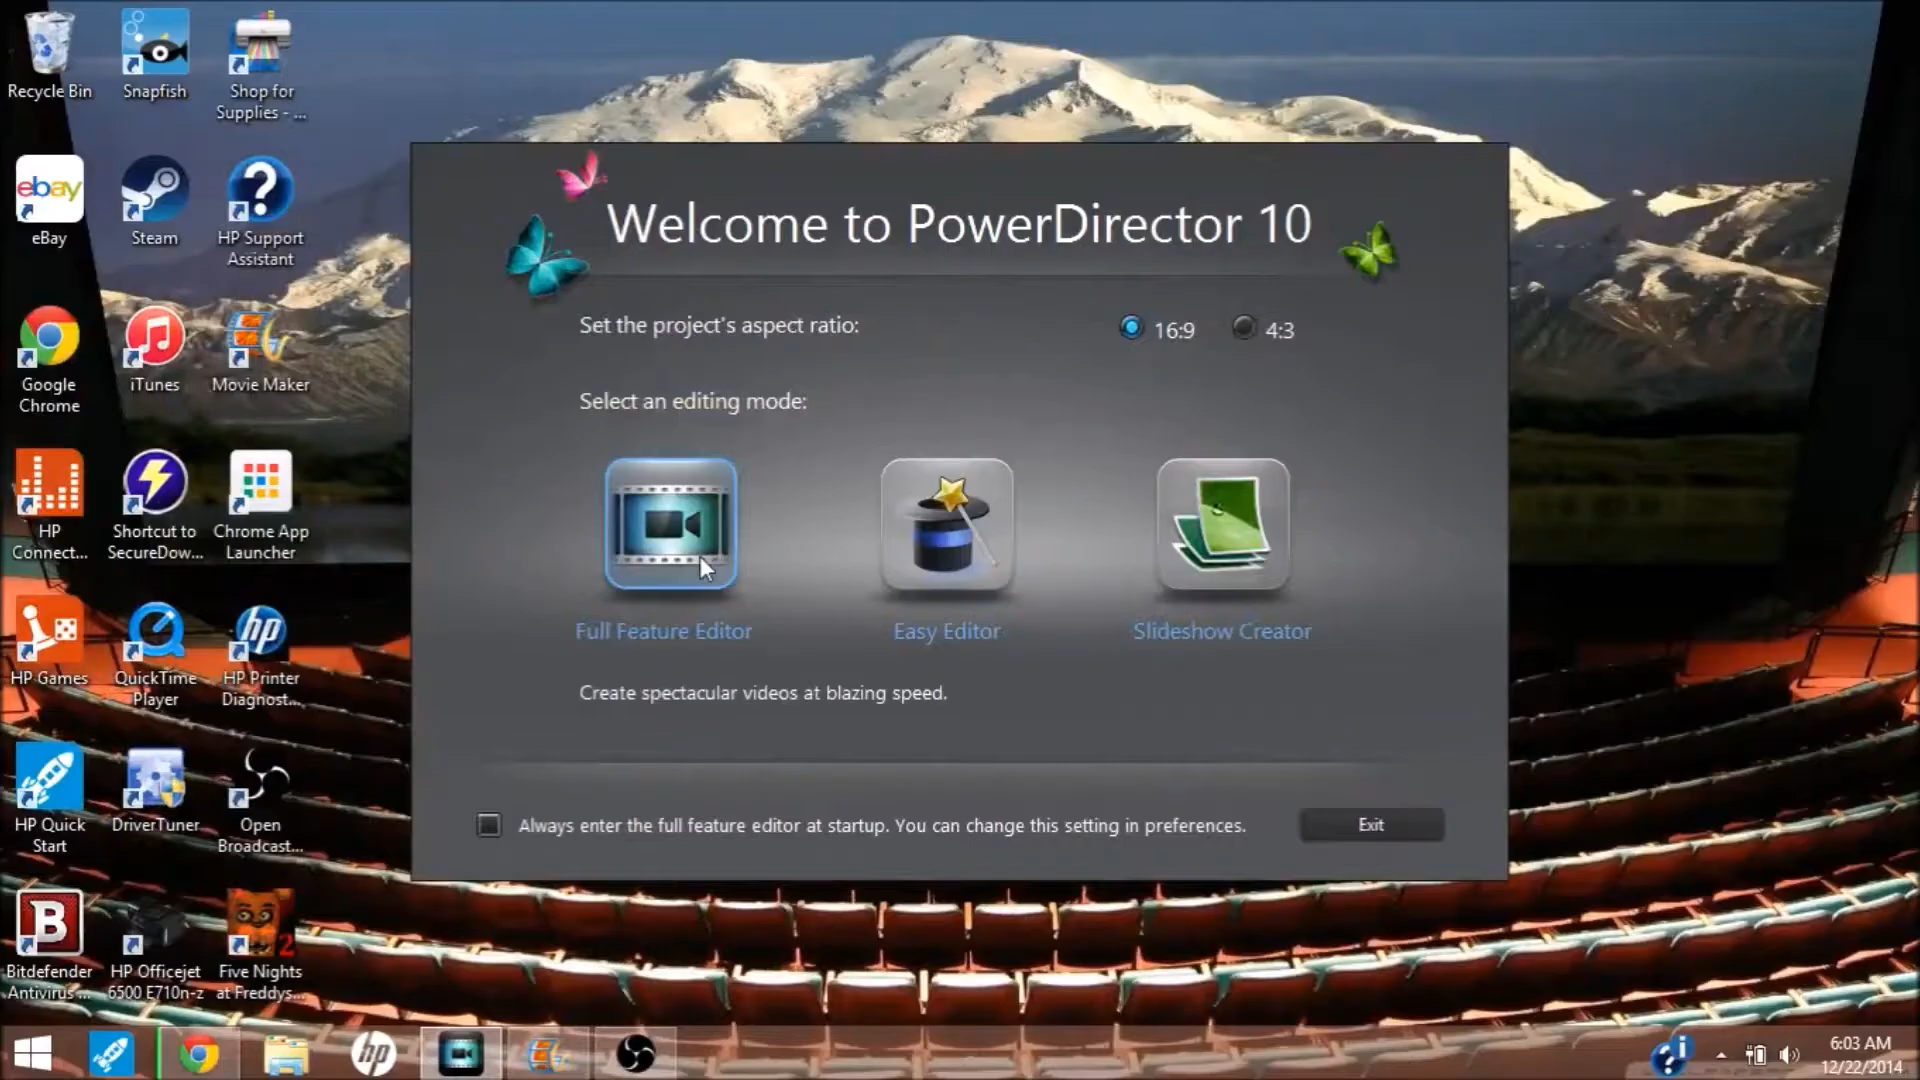 Recycle Bin
Snapfish
Shop for
Supplies - ...
ebay
eBay
Steam
HP Support
Assistant
Google
Chrome
iTunes
Movie Maker
HP
Connect...
Shortcut to
SecureDow...
Chrome App
Launcher
HP Games
QuickTime
Player
hp
HP Printer
Diagnost...
HP Quick
Start
DriverTuner
Open
Broadcast...
B
Bitdefender
Antivirus ...
HP Officejet
6500 E710n-z
2
Five Nights
at Freddys...
Welcome to PowerDirector 10
Set the project's aspect ratio:
16:9
4:3
Select an editing mode:
Full Feature Editor
Easy Editor
Slideshow Creator
Create spectacular videos at blazing speed.
Always enter the full feature editor at startup. You can change this setting in preferences.
Exit
hp
6:03 AM
12/22/2014